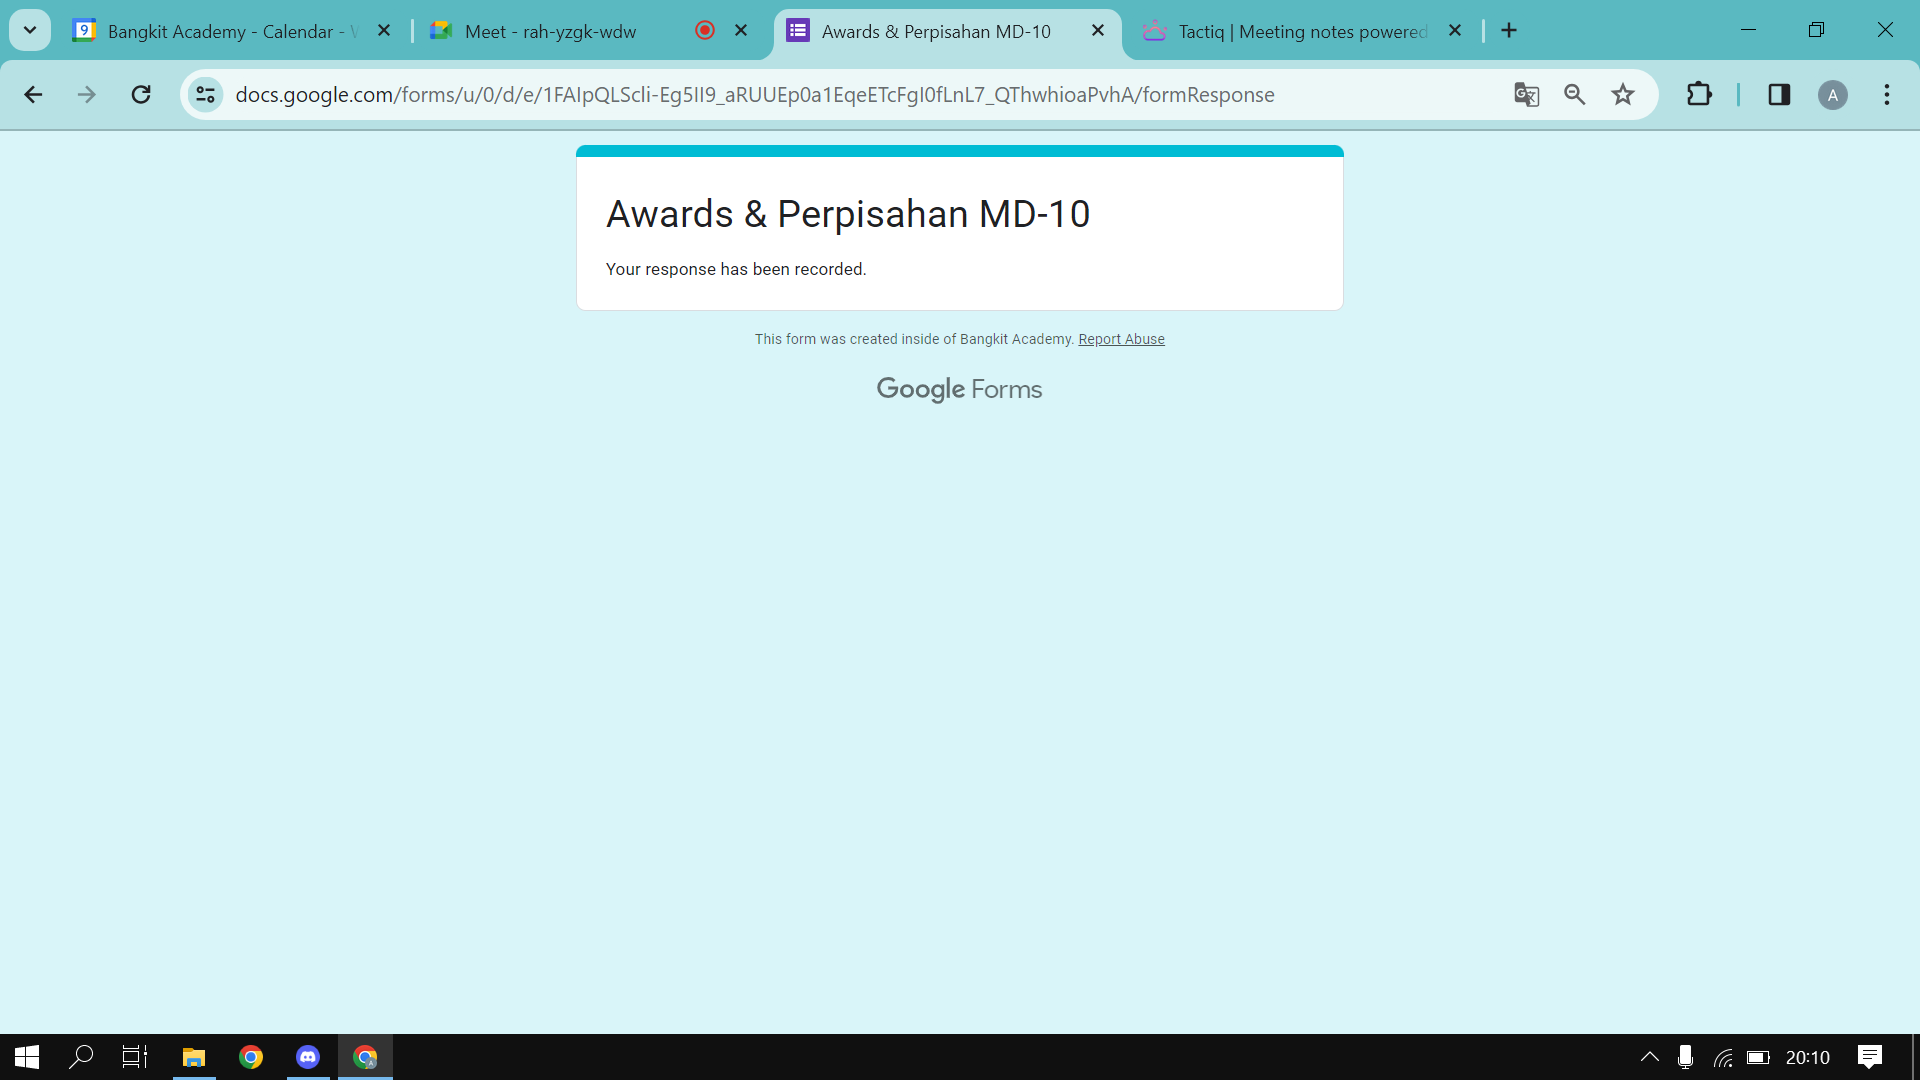 9
Bangkit Academy - Calendar -
Meet - rah-yzgk-wdw
Awards & Perpisahan MD-10
Tactiq | Meeting notes powered
docs.google.com/forms/u/0/d/e/1FAIpQLScli-Eg5II9_aRUUEp0a1EqeETcFgI0fLnL7_QThwhioaPvhA/formResponse
A
Awards & Perpisahan MD-10
Your response has been recorded.
This form was created inside of Bangkit Academy. Report Abuse
Google Forms
20:10